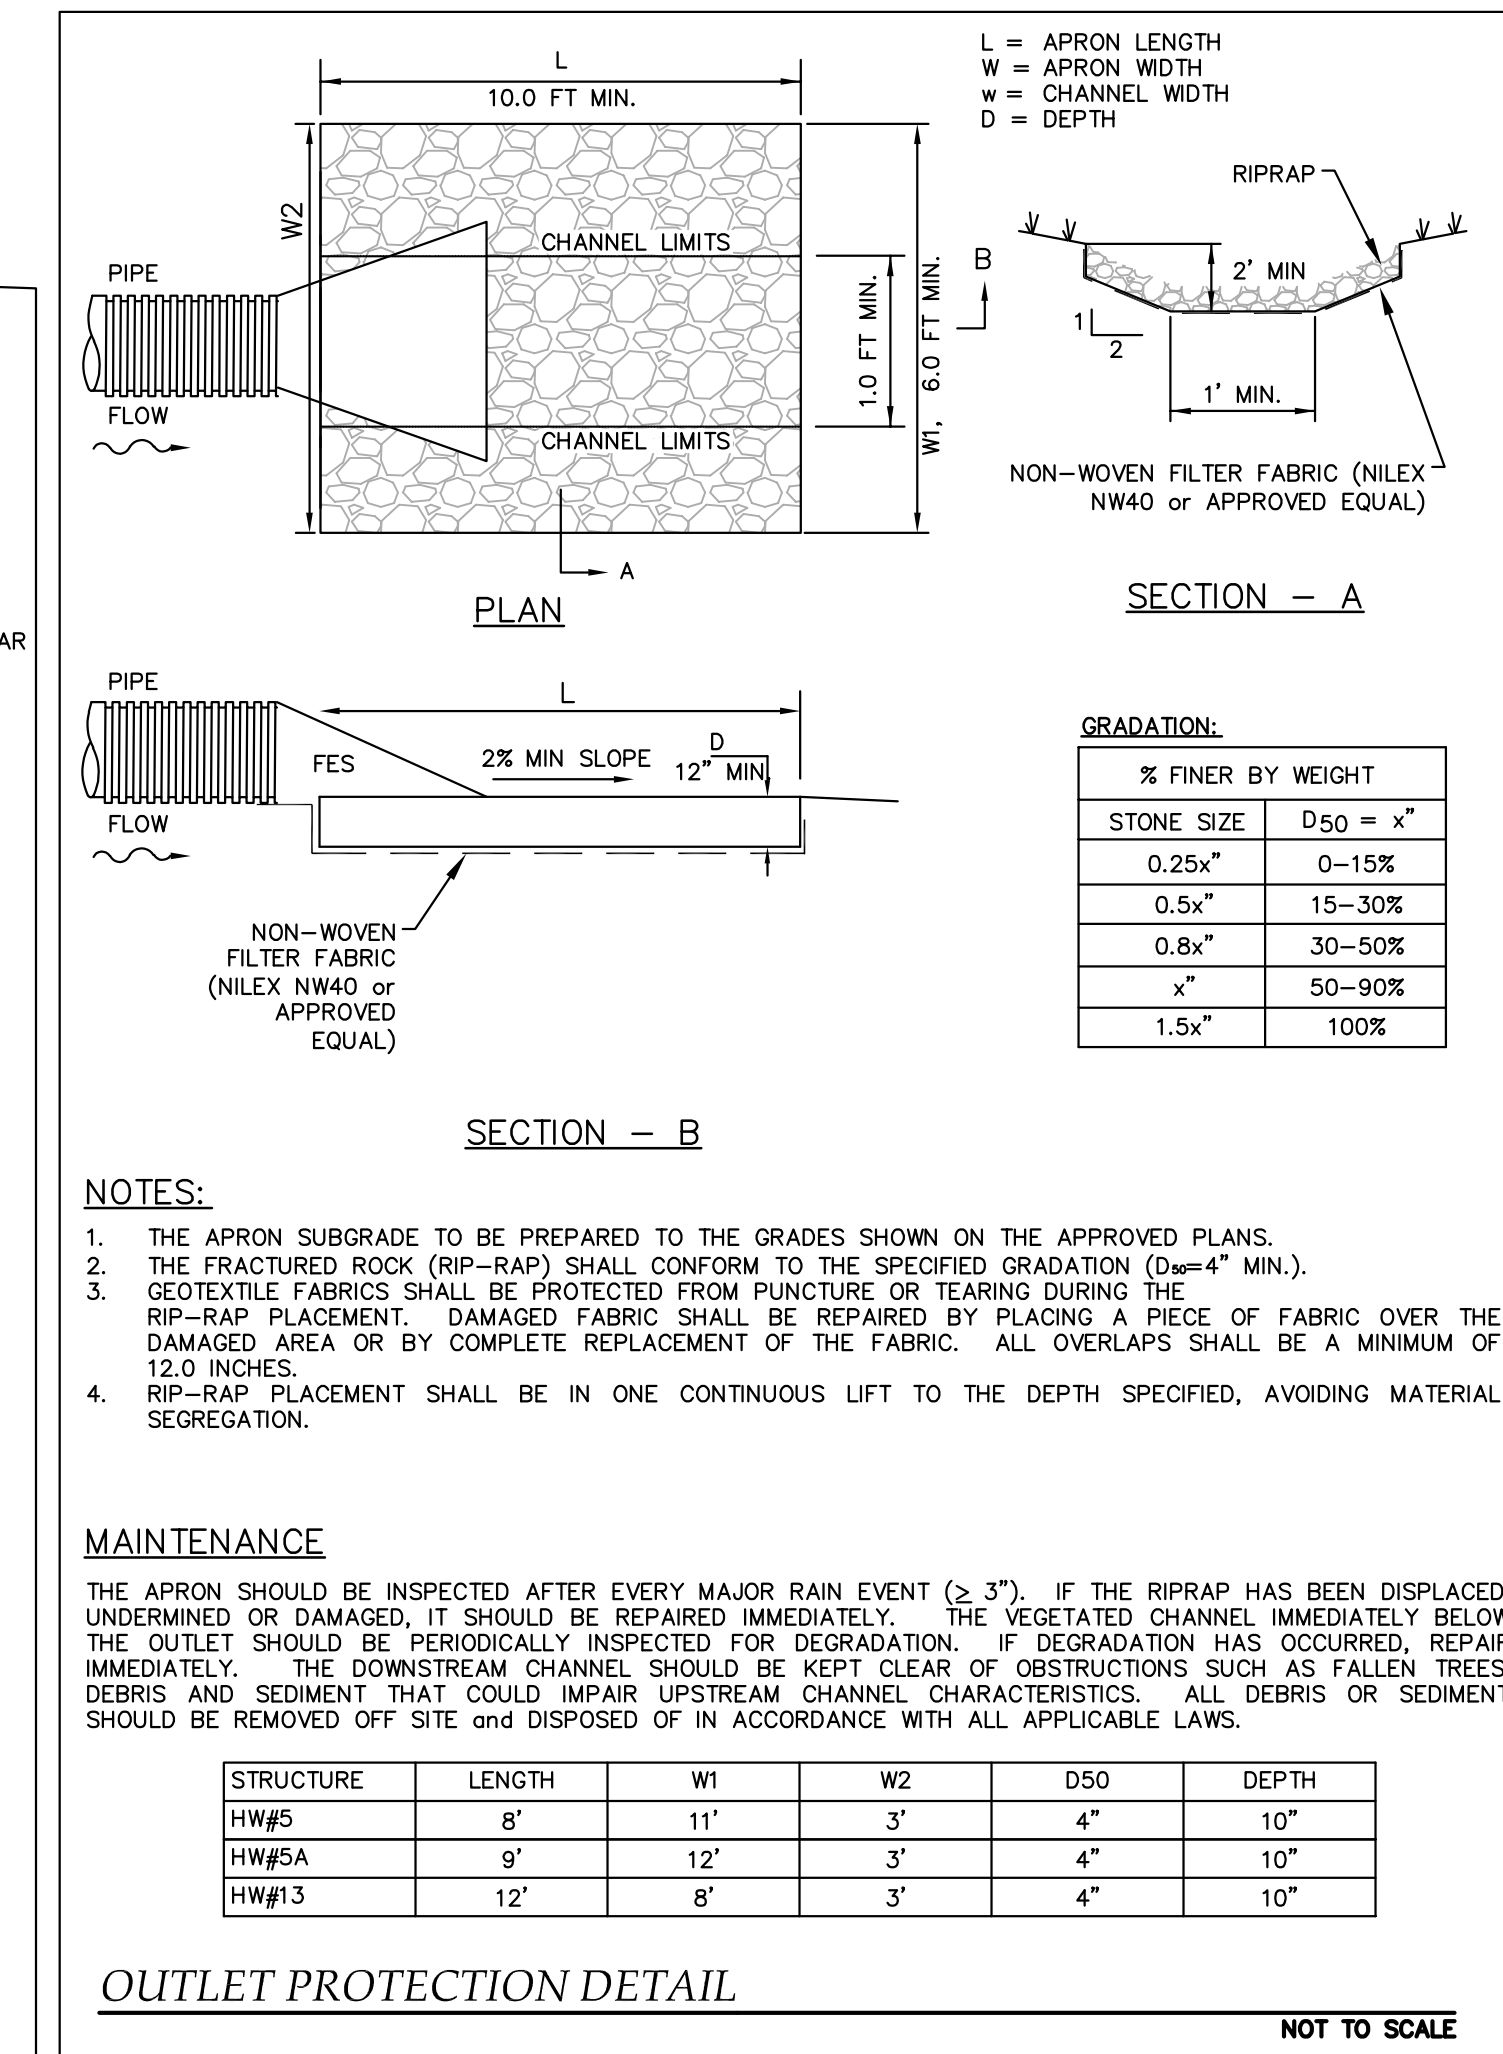 L = APRON LENGTH
W = APRON WIDTH
w = CHANNEL WIDTH
D = DEPTH
L
10.0 FT MIN.
W2
CHANNEL LIMITS
PIPE
FLOW
CHANNEL LIMITS
1.0 FT MIN.
W1, 6.0 FT MIN.
B
A
PLAN
RIPRAP
2' MIN
1
2
1' MIN.
NON-WOVEN FILTER FABRIC (NILEX
NW40 or APPROVED EQUAL)
SECTION - A
AR
PIPE
L
FES
2% MIN SLOPE
D
12" MIN
FLOW
NON-WOVEN
FILTER FABRIC
(NILEX NW40 or
APPROVED
EQUAL)
SECTION - B
GRADATION:
% FINER BY WEIGHT
STONE SIZE D50 = x"
0.25x" 0-15%
0.5x" 15-30%
0.8x" 30-50%
x" 50-90%
1.5x" 100%
NOTES:
1. THE APRON SUBGRADE TO BE PREPARED TO THE GRADES SHOWN ON THE APPROVED PLANS.
2. THE FRACTURED ROCK (RIP-RAP) SHALL CONFORM TO THE SPECIFIED GRADATION (D50=4" MIN.).
3. GEOTEXTILE FABRICS SHALL BE PROTECTED FROM PUNCTURE OR TEARING DURING THE
RIP-RAP PLACEMENT. DAMAGED FABRIC SHALL BE REPAIRED BY PLACING A PIECE OF FABRIC OVER THE
DAMAGED AREA OR BY COMPLETE REPLACEMENT OF THE FABRIC. ALL OVERLAPS SHALL BE A MINIMUM OF
12.0 INCHES.
4. RIP-RAP PLACEMENT SHALL BE IN ONE CONTINUOUS LIFT TO THE DEPTH SPECIFIED, AVOIDING MATERIAL
SEGREGATION.
MAINTENANCE
THE APRON SHOULD BE INSPECTED AFTER EVERY MAJOR RAIN EVENT (≥ 3"). IF THE RIPRAP HAS BEEN DISPLACED
UNDERMINED OR DAMAGED, IT SHOULD BE REPAIRED IMMEDIATELY. THE VEGETATED CHANNEL IMMEDIATELY BELOW
THE OUTLET SHOULD BE PERIODICALLY INSPECTED FOR DEGRADATION. IF DEGRADATION HAS OCCURRED, REPAIR
IMMEDIATELY. THE DOWNSTREAM CHANNEL SHOULD BE KEPT CLEAR OF OBSTRUCTIONS SUCH AS FALLEN TREES
DEBRIS AND SEDIMENT THAT COULD IMPAIR UPSTREAM CHANNEL CHARACTERISTICS. ALL DEBRIS OR SEDIMENT
SHOULD BE REMOVED OFF SITE and DISPOSED OF IN ACCORDANCE WITH ALL APPLICABLE LAWS.
STRUCTURE LENGTH W1 W2 D50 DEPTH
HW#5 8' 11' 3' 4" 10"
HW#5A 9' 12' 3' 4" 10"
HW#13 12' 8' 3' 4" 10"
OUTLET PROTECTION DETAIL
NOT TO SCALE